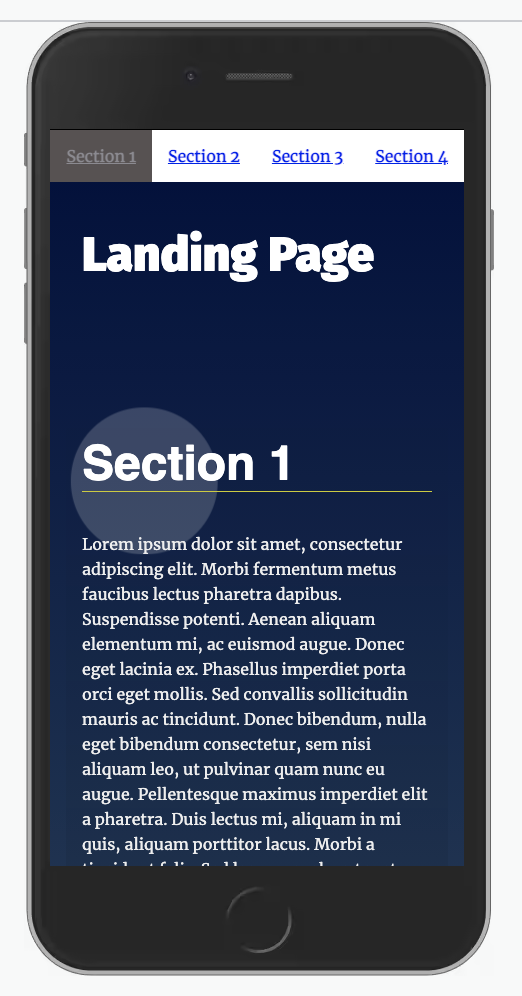 Section 1 Section 2 Section 3 Section 4
Landing Page
Section 1
Lorem ipsum dolor sit amet, consectetur
adipiscing elit. Morbi fermentum metus
faucibus lectus pharetra dapibus.
Suspendisse potenti. Aenean aliquam
elementum mi, ac euismod augue. Donec
eget lacinia ex. Phasellus imperdiet porta
orci eget mollis. Sed convallis sollicitudin
mauris ac tincidunt. Donec bibendum, nulla
eget bibendum consectetur, sem nisi
aliquam leo, ut pulvinar quam nunc eu
augue. Pellentesque maximus imperdiet elit
a pharetra. Duis lectus mi, aliquam in mi
quis, aliquam porttitor lacus. Morbi a